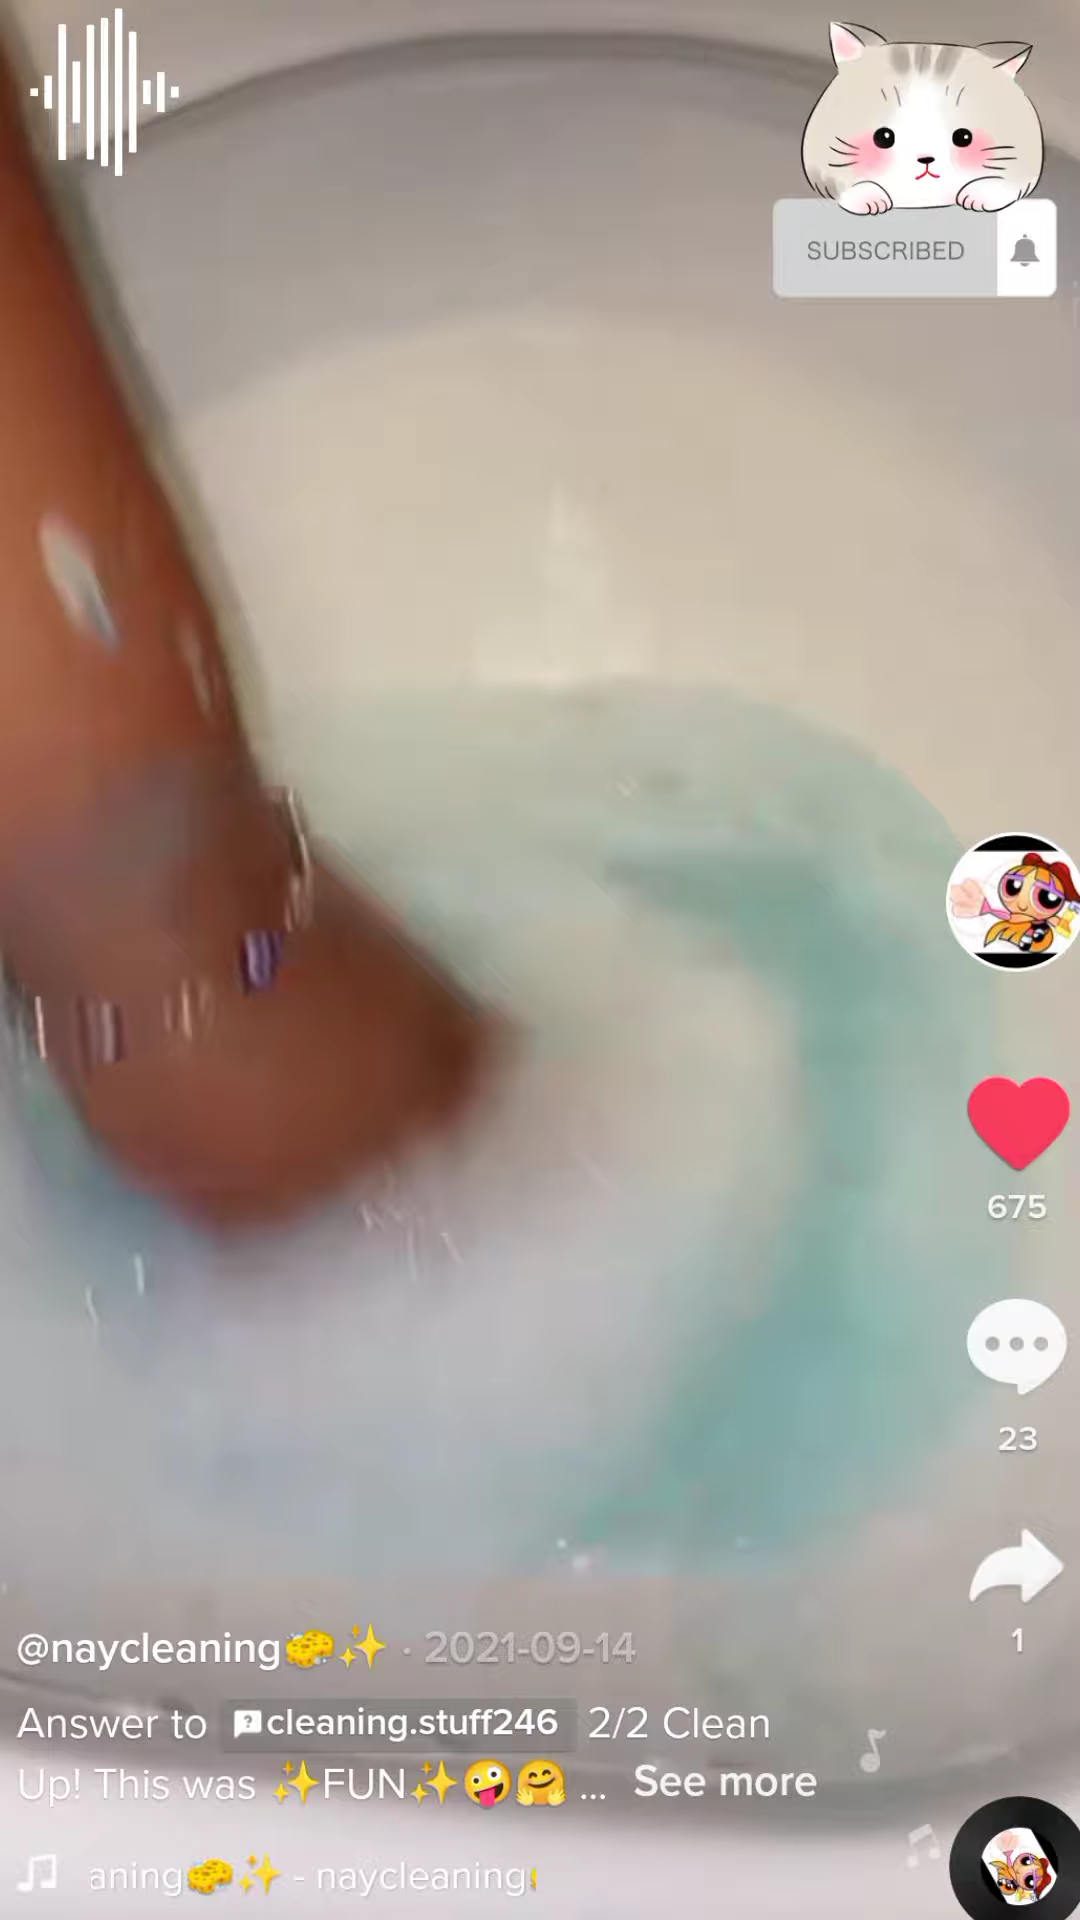 SUBSCRIBED
675
23
1
@naycleaning🧽✨ · 2021-09-14
Answer to cleaning.stuff246 2/2 Clean
Up! This was ✨FUN✨🤪🤗 ... See more
aning🧽✨ - naycleaning